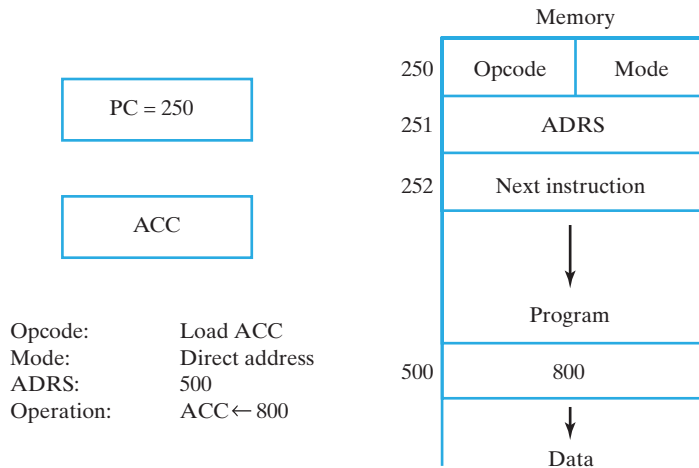 Memory
250 Opcode Mode
PC = 250
251 ADRS
252 Next instruction
ACC
Program
Opcode: Load ACC
Mode: Direct address
ADRS: 500
Operation: ACC ← 800
500 800
Data